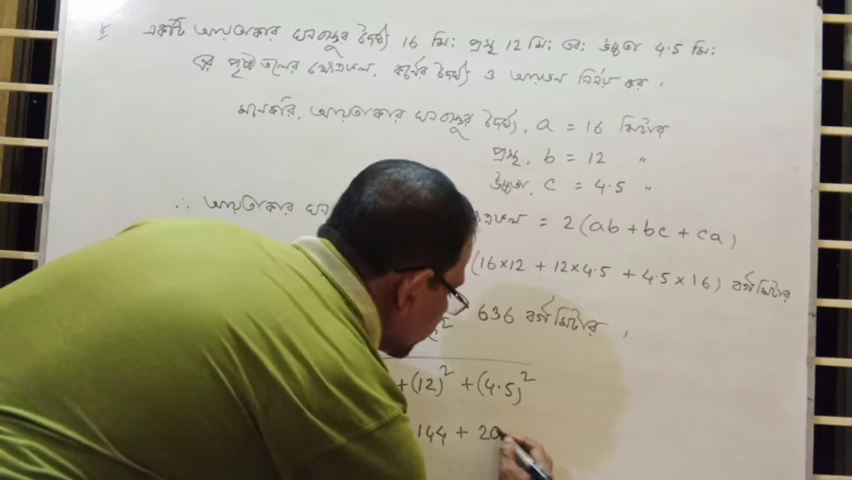 ৮ একটি আয়তাকার ঘনবস্তুর দৈর্ঘ্য 16 মি: প্রস্থ 12 মি: এবং উচ্চতা 4.5 মি:
এর পৃষ্ঠতলের ক্ষেত্রফল, কর্ণের দৈর্ঘ্য ও আয়তন নির্ণয় কর।
মনেকরি, আয়তাকার ঘনবস্তুর দৈর্ঘ্য, a = 16 মিটার
প্রস্থ, b = 12 "
উচ্চতা, c = 4.5 "
∴ আয়তাকার ঘন = 2(ab + bc + ca)
(16×12 + 12×4.5 + 4.5×16) বর্গমিটার
636 বর্গমিটার,
+ (12)² + (4.5)²
144 + 20